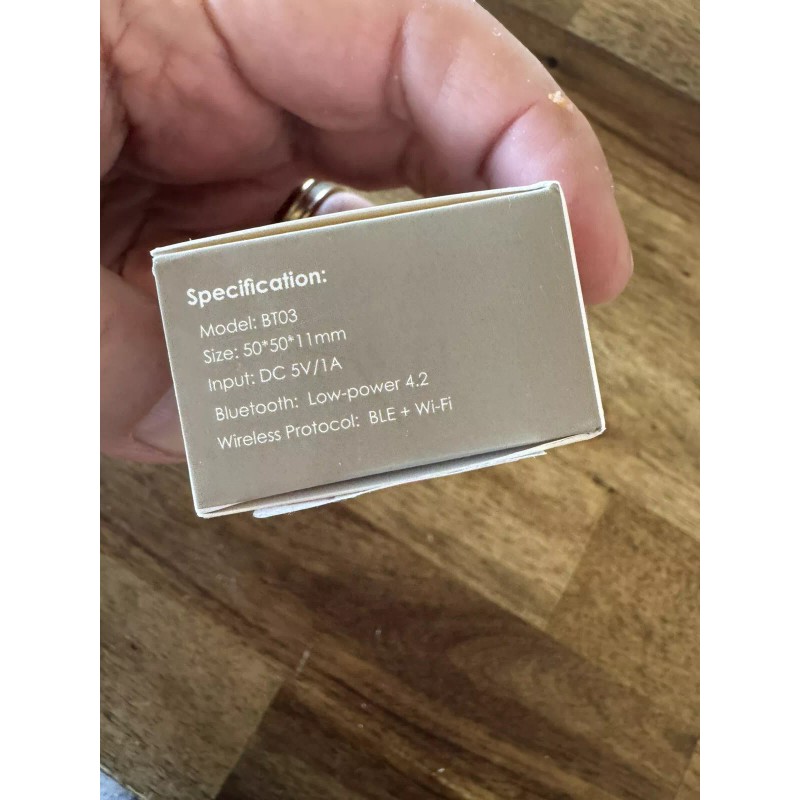 Specification:
Model: BT03
Size: 50*50*11mm
Input: DC 5V/1A
Bluetooth: Low-power 4.2
Wireless Protocol: BLE + Wi-Fi